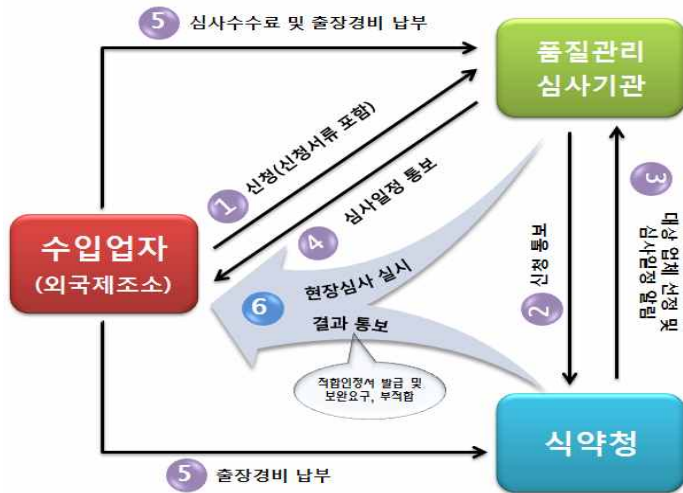 5 심사수수료 및 출장경비 납부
품질관리
심사기관
1 신청(신청서류 포함)
4 심사일정 통보
3 대상 업체 선정 및
심사일정 알림
2 신청통보
수입업자
(외국제조소)
현장심사 실시
6
결과 통보
적합인정서 발급 및
보완요구, 부적합
식약청
5 출장경비 납부